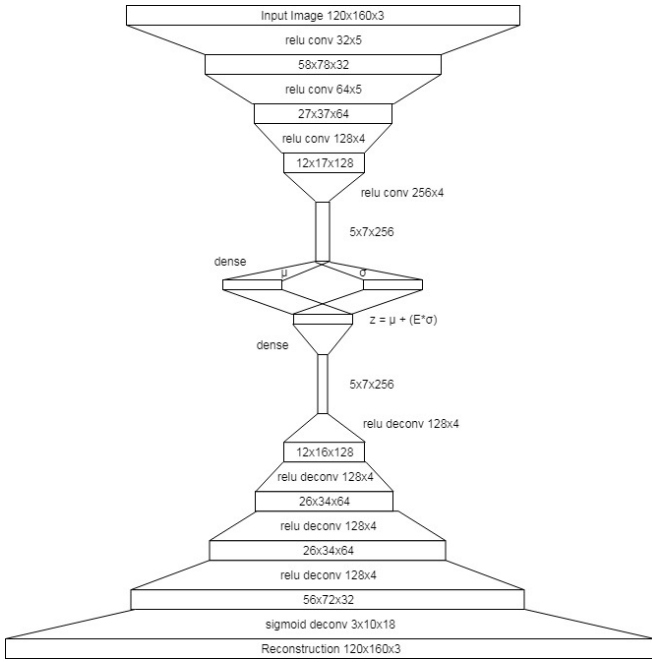 Input Image 120x160x3
relu conv 32x5
58x78x32
relu conv 64x5
27x37x64
relu conv 128x4
12x17x128
relu conv 256x4
5x7x256
dense
μ
σ
z = μ + (E*σ)
dense
5x7x256
relu deconv 128x4
12x16x128
relu deconv 128x4
26x34x64
relu deconv 128x4
26x34x64
relu deconv 128x4
56x72x32
sigmoid deconv 3x10x18
Reconstruction 120x160x3